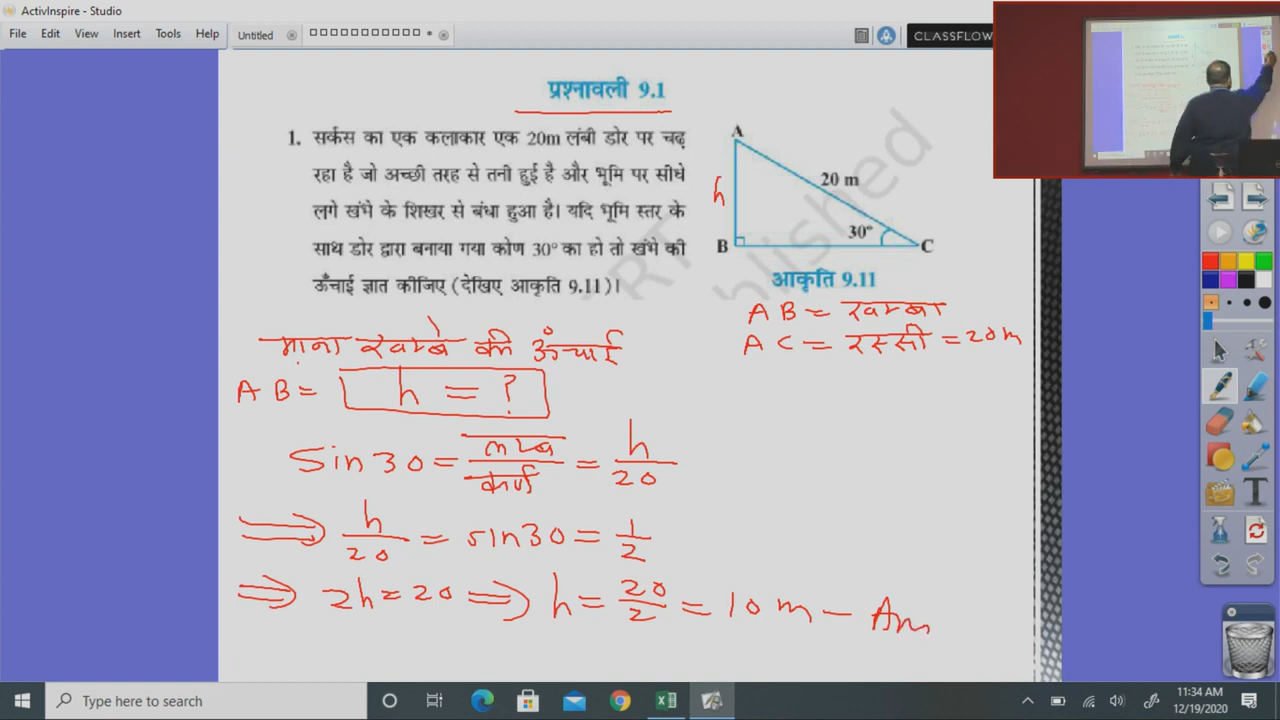 ActivInspire - Studio
File Edit View Insert Tools Help
Untitled
CLASSFLOW
प्रश्नावली 9.1
1. सर्कस का एक कलाकार एक 20m लंबी डोर पर चढ़
रहा है जो अच्छी तरह से तनी हुई है और भूमि पर सीधे
लगे खंभे के शिखर से बंधा हुआ है। यदि भूमि स्तर के
साथ डोर द्वारा बनाया गया कोण 30° का हो तो खंभे की
ऊँचाई ज्ञात कीजिए (देखिए आकृति 9.11)।
A
h
20 m
30°
B
C
आकृति 9.11
AB = खम्बा
AC = रस्सी = 20m
माना खम्बे की ऊँचाई
AB = h = ?
Sin 30 = लम्ब/कर्ण = h/20
⇒ h/20 = sin30 = 1/2
⇒ 2h = 20 ⇒ h = 20/2 = 10 m - Ans
Type here to search
11:34 AM
12/19/2020